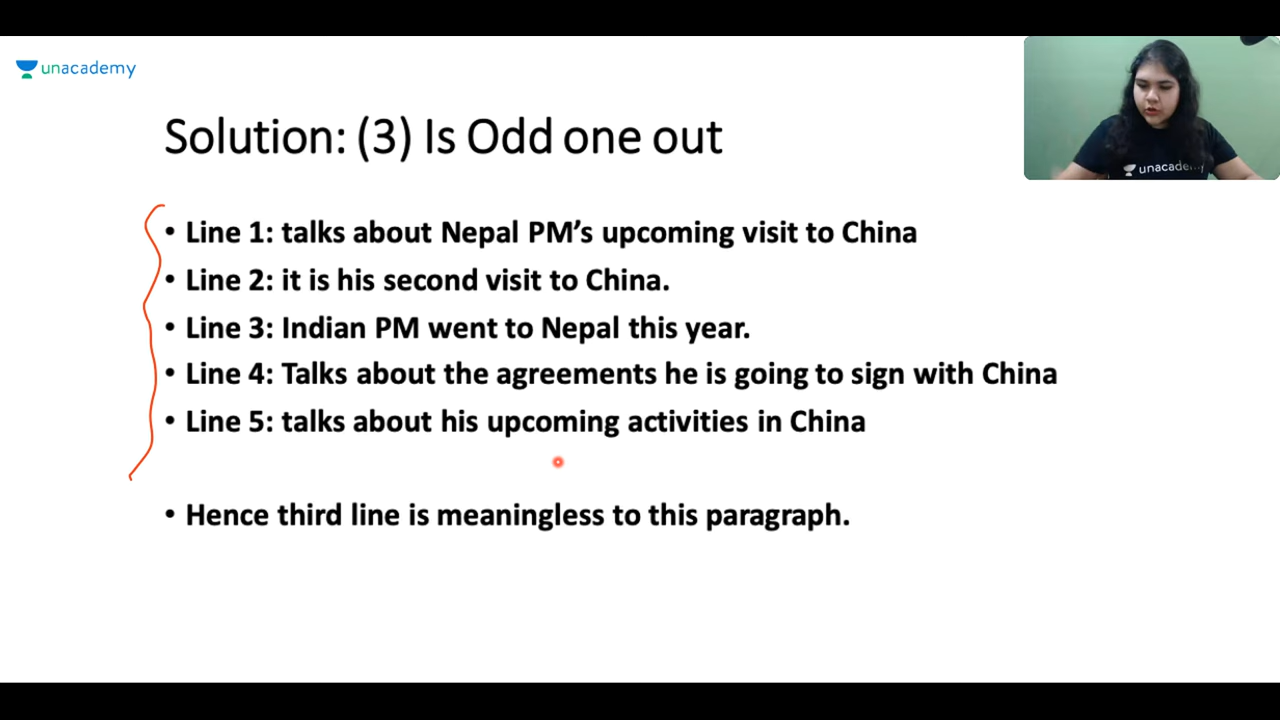 unacademy
Solution: (3) Is Odd one out
• Line 1: talks about Nepal PM’s upcoming visit to China
• Line 2: it is his second visit to China.
• Line 3: Indian PM went to Nepal this year.
• Line 4: Talks about the agreements he is going to sign with China
• Line 5: talks about his upcoming activities in China
• Hence third line is meaningless to this paragraph.
unacademy